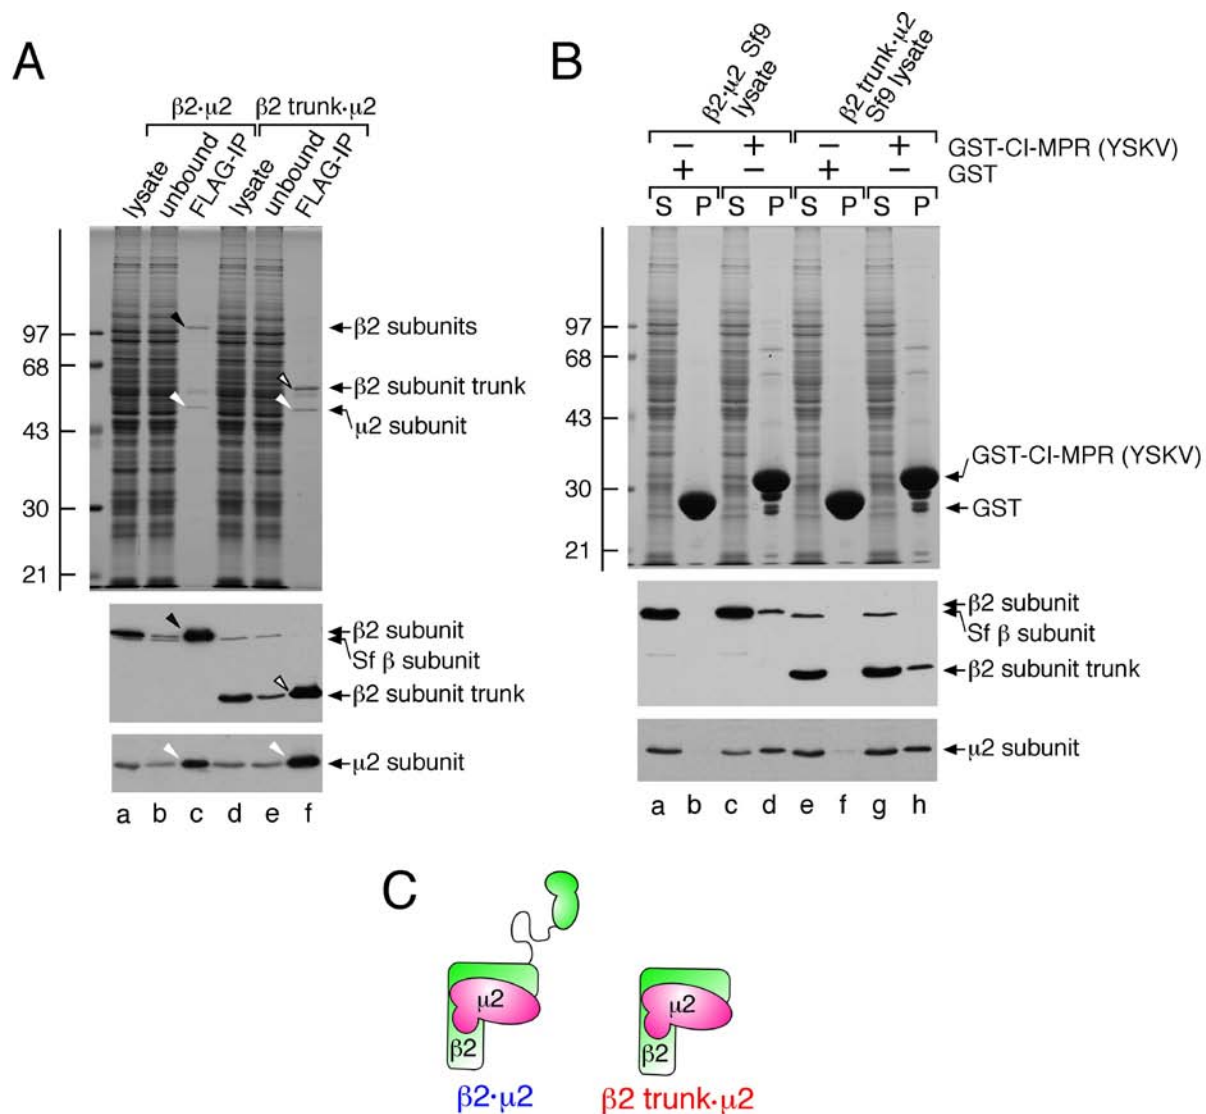 A
β2·μ2 β2 trunk·μ2
lysate unbound FLAG-IP lysate unbound FLAG-IP
97
68
43
30
21
β2 subunits
β2 subunit trunk
μ2 subunit
β2 subunit
Sf β subunit
β2 subunit trunk
μ2 subunit
a b c d e f
B
β2·μ2 Sf9 lysate
β2 trunk·μ2 Sf9 lysate
− + − + GST-CI-MPR (YSKV)
+ − + − GST
S P S P S P S P
97
68
43
30
21
GST-CI-MPR (YSKV)
GST
β2 subunit
Sf β subunit
β2 subunit trunk
μ2 subunit
a b c d e f g h
C
μ2
β2
β2·μ2
μ2
β2
β2 trunk·μ2